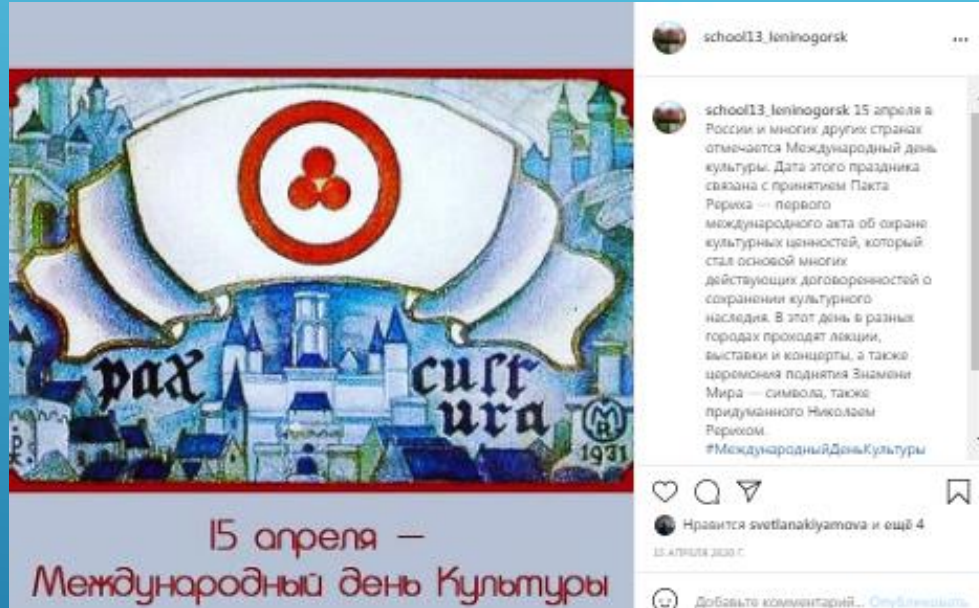 pax
cult
ura
1931
15 апреля —
Международный день Культуры
school13_leninogorsk
school13_leninogorsk 15 апреля в
России и многих других странах
отмечается Международный день
культуры. Дата этого праздника
связана с принятием Пакта
Рериха — первого
международного акта об охране
культурных ценностей, который
стал основой многих
действующих договоренностей о
сохранении культурного
наследия. В этот день в разных
городах проходят лекции,
выставки и концерты, а также
церемония поднятия Знамени
Мира — символа, также
придуманного Николаем
Рерихом.
#МеждународныйДеньКультуры
Нравится svetlanakiyamova и ещё 4
15 АПРЕЛЯ 2020 Г.
Добавьте комментарий... Опубликовать